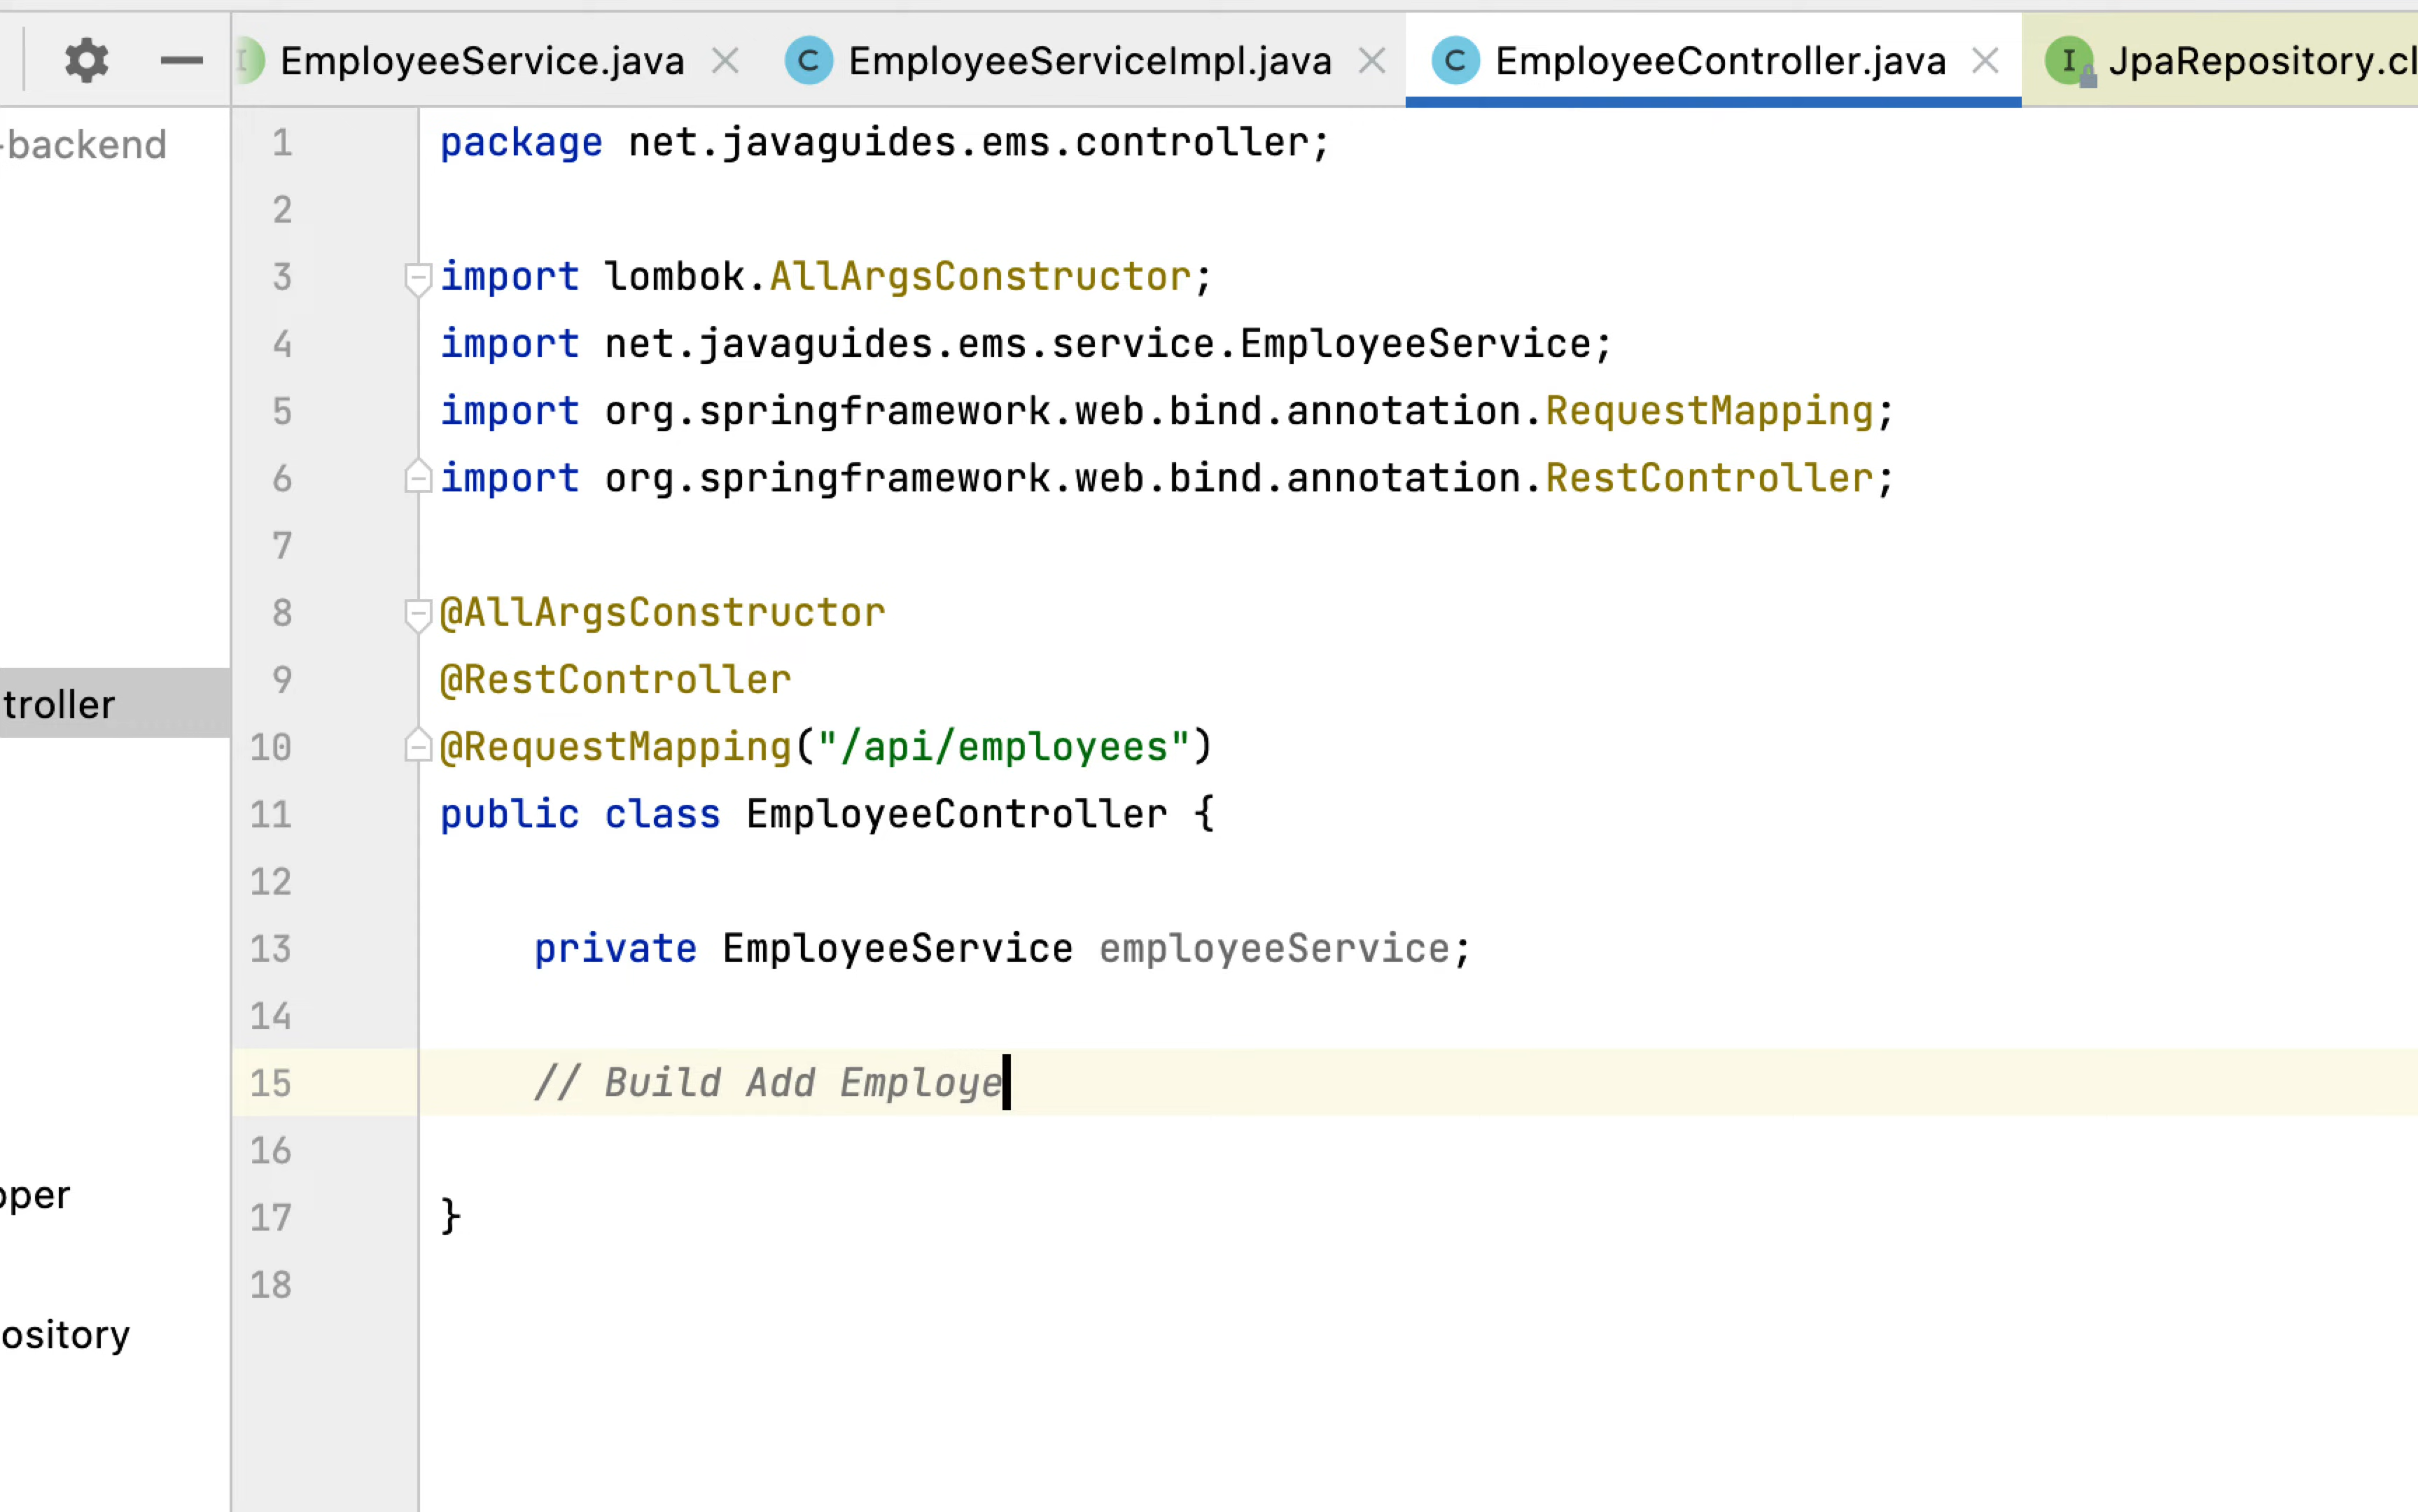 EmployeeService.java
EmployeeServiceImpl.java
EmployeeController.java
JpaRepository.cl
-backend
troller
pper
ository
1 package net.javaguides.ems.controller;
2
3 import lombok.AllArgsConstructor;
4 import net.javaguides.ems.service.EmployeeService;
5 import org.springframework.web.bind.annotation.RequestMapping;
6 import org.springframework.web.bind.annotation.RestController;
7
8 @AllArgsConstructor
9 @RestController
10 @RequestMapping("/api/employees")
11 public class EmployeeController {
12
13 private EmployeeService employeeService;
14
15 // Build Add Employe
16
17 }
18